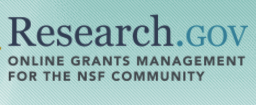 Research.GOV
ONLINE GRANTS MANAGEMENT
FOR THE NSF COMMUNITY